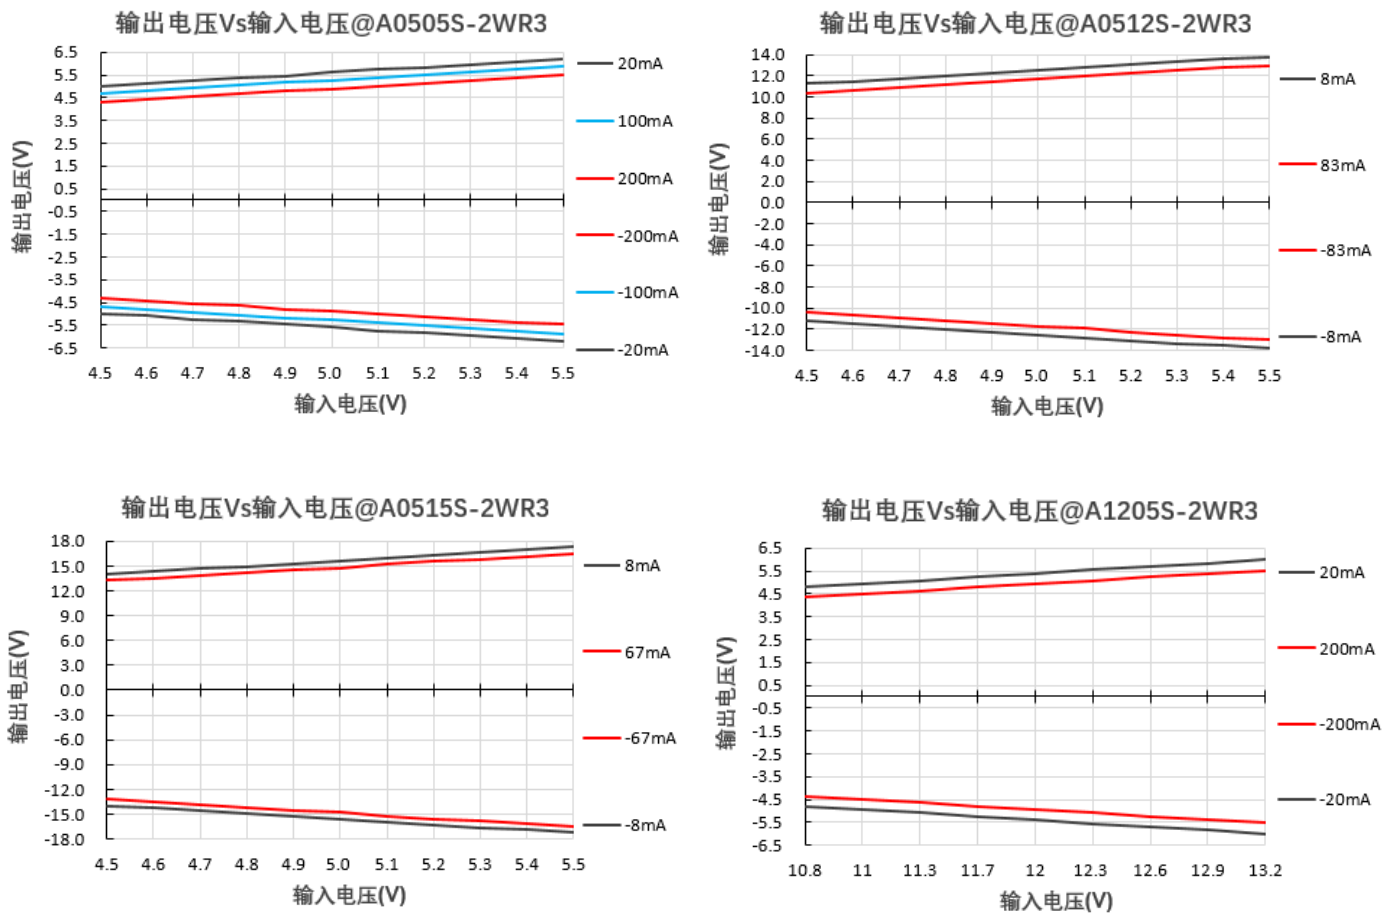 输出电压Vs输入电压@A0505S-2WR3
6.5
5.5
4.5
3.5
2.5
1.5
0.5
-0.5
-1.5
-2.5
-3.5
-4.5
-5.5
-6.5
输出电压(V)
4.5 4.6 4.7 4.8 4.9 5.0 5.1 5.2 5.3 5.4 5.5
输入电压(V)
20mA
100mA
200mA
-200mA
-100mA
-20mA
输出电压Vs输入电压@A0512S-2WR3
14.0
12.0
10.0
8.0
6.0
4.0
2.0
0.0
-2.0
-4.0
-6.0
-8.0
-10.0
-12.0
-14.0
输出电压(V)
4.5 4.6 4.7 4.8 4.9 5.0 5.1 5.2 5.3 5.4 5.5
输入电压(V)
8mA
83mA
-83mA
-8mA
输出电压Vs输入电压@A0515S-2WR3
18.0
15.0
12.0
9.0
6.0
3.0
0.0
-3.0
-6.0
-9.0
-12.0
-15.0
-18.0
输出电压(V)
4.5 4.6 4.7 4.8 4.9 5.0 5.1 5.2 5.3 5.4 5.5
输入电压(V)
8mA
67mA
-67mA
-8mA
输出电压Vs输入电压@A1205S-2WR3
6.5
5.5
4.5
3.5
2.5
1.5
0.5
-0.5
-1.5
-2.5
-3.5
-4.5
-5.5
-6.5
输出电压(V)
10.8 11 11.3 11.7 12 12.3 12.6 12.9 13.2
输入电压(V)
20mA
200mA
-200mA
-20mA